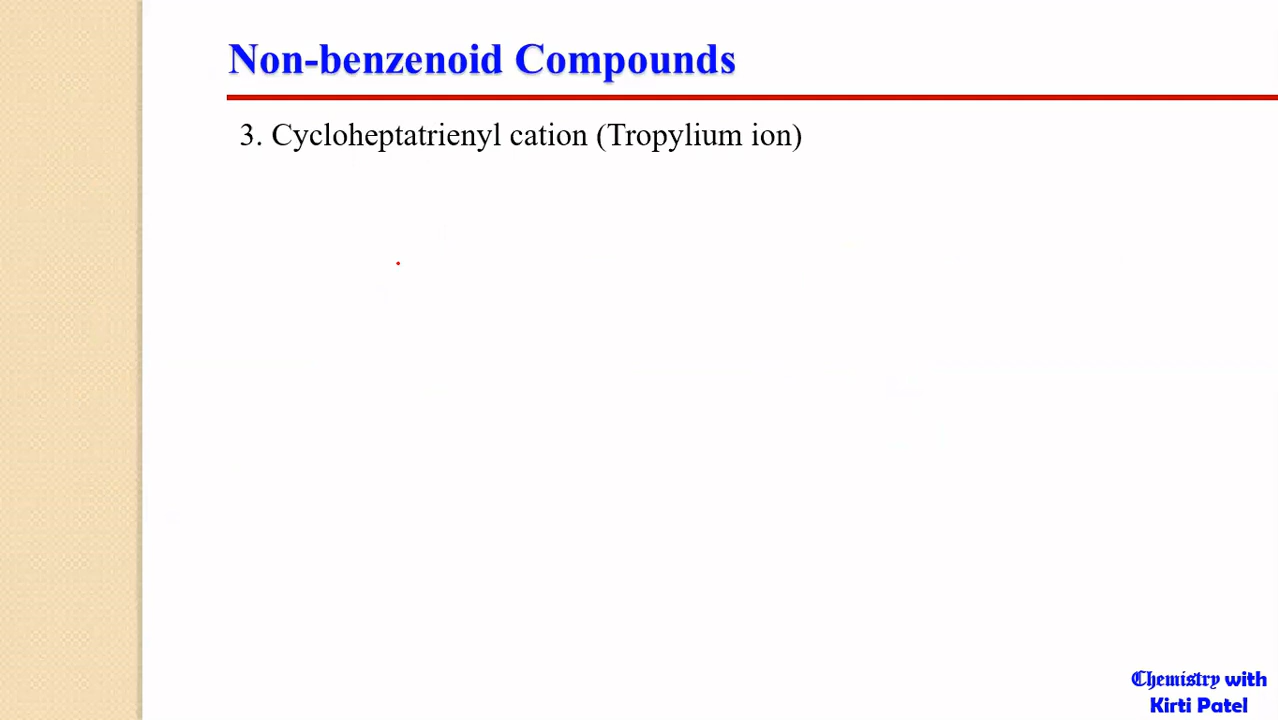 Non-benzenoid Compounds
3. Cycloheptatrienyl cation (Tropylium ion)
Chemistry with
Kirti Patel